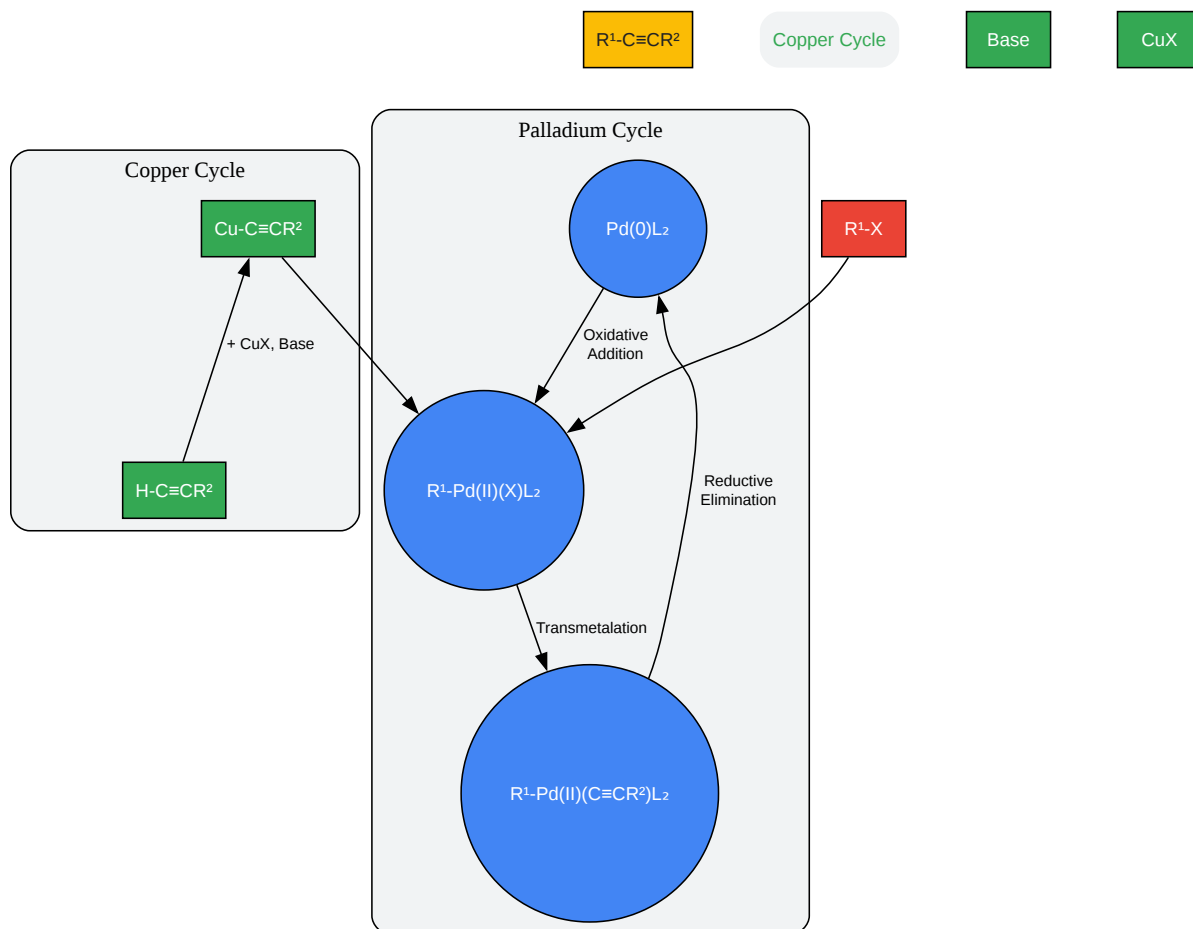 R¹-C≡CR²
Copper Cycle
Base
CuX
Palladium Cycle
Copper Cycle
Cu-C≡CR²
Pd(0)L₂
R¹-X
Oxidative
Addition
+ CuX, Base
H-C≡CR²
R¹-Pd(II)(X)L₂
Reductive
Elimination
Transmetalation
R¹-Pd(II)(C≡CR²)L₂